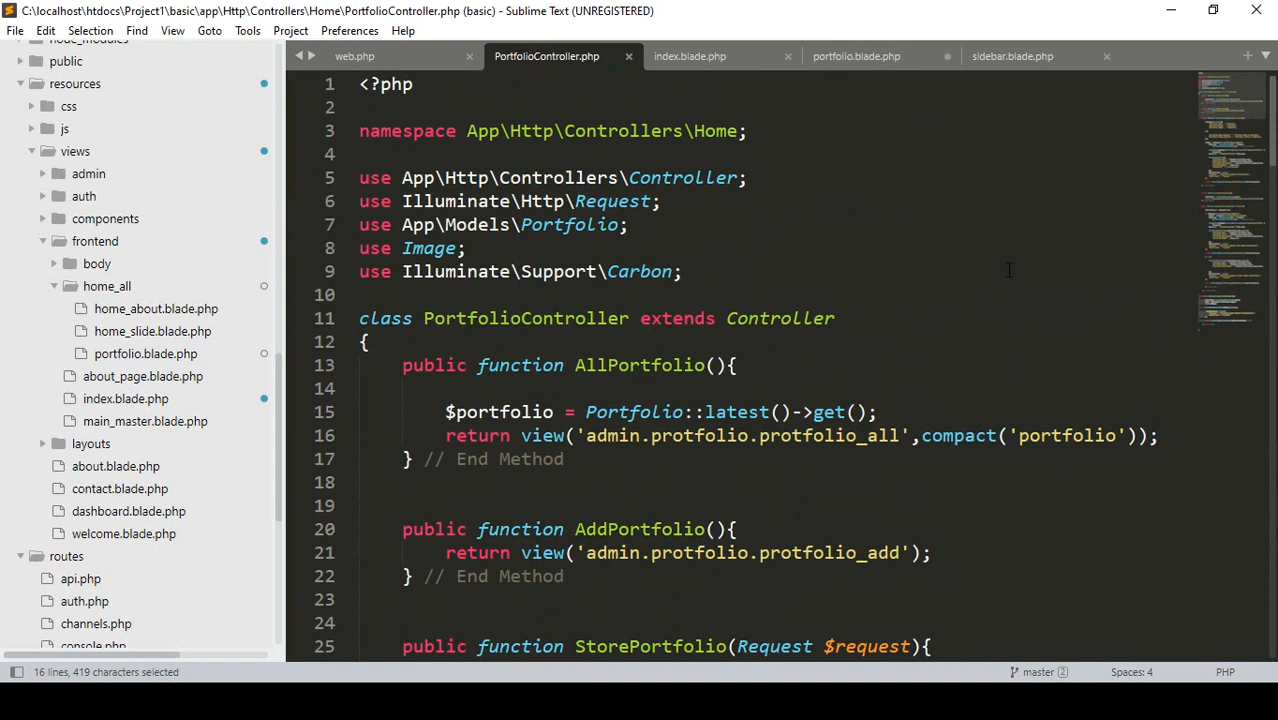 C:\localhost\htdocs\Project1\basic\app\Http\Controllers\Home\PortfolioController.php (basic) - Sublime Text (UNREGISTERED)
File Edit Selection Find View Goto Tools Project Preferences Help
node_modules
public
resources
css
js
views
admin
auth
components
frontend
body
home_all
home_about.blade.php
home_slide.blade.php
portfolio.blade.php
about_page.blade.php
index.blade.php
main_master.blade.php
layouts
about.blade.php
contact.blade.php
dashboard.blade.php
welcome.blade.php
routes
api.php
auth.php
channels.php
console.php
web.php PortfolioController.php index.blade.php portfolio.blade.php sidebar.blade.php
1 <?php
2
3 namespace App\Http\Controllers\Home;
4
5 use App\Http\Controllers\Controller;
6 use Illuminate\Http\Request;
7 use App\Models\Portfolio;
8 use Image;
9 use Illuminate\Support\Carbon;
10
11 class PortfolioController extends Controller
12 {
13 public function AllPortfolio(){
14
15 $portfolio = Portfolio::latest()->get();
16 return view('admin.protfolio.protfolio_all',compact('portfolio'));
17 } // End Method
18
19
20 public function AddPortfolio(){
21 return view('admin.protfolio.protfolio_add');
22 } // End Method
23
24
25 public function StorePortfolio(Request $request){
16 lines, 419 characters selected master 2 Spaces: 4 PHP